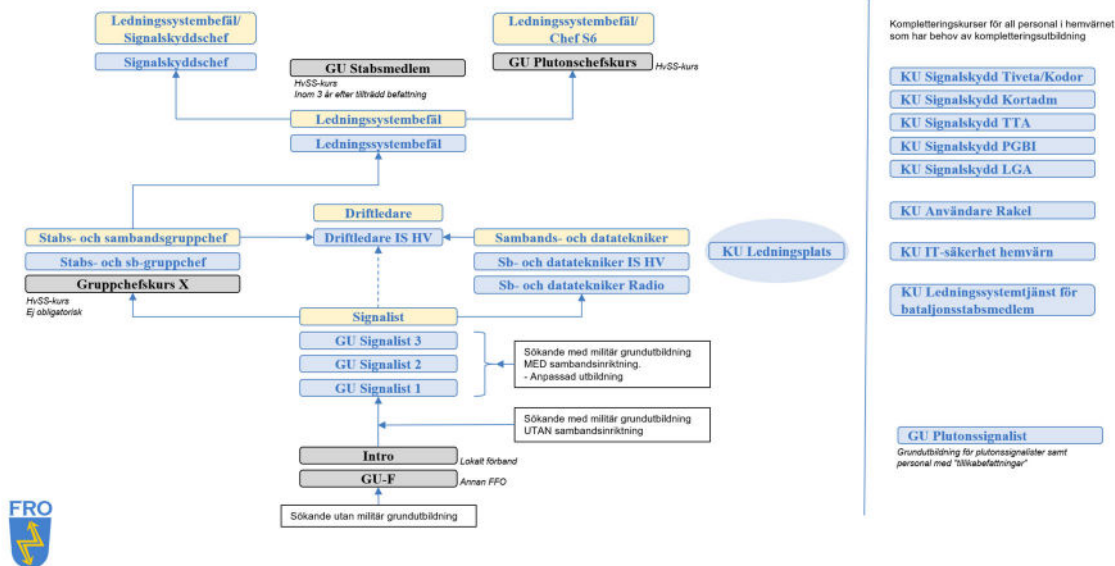 Ledningssystembefäl/
Signalskyddschef
Signalskyddschef
GU Stabsmedlem
HvSS-kurs
Inom 3 år efter tillträdd befattning
Ledningssystembefäl/
Chef S6
GU Plutonschefskurs
HvSS-kurs
Ledningssystembefäl
Ledningssystembefäl
Driftledare
Driftledare IS HV
Stabs- och sambandsgruppchef
Stabs- och sb-gruppchef
Gruppchefskurs X
HvSS-kurs
Ej obligatorisk
Sambands- och datatekniker
Sb- och datatekniker IS HV
Sb- och datatekniker Radio
KU Ledningsplats
Signalist
GU Signalist 3
GU Signalist 2
GU Signalist 1
Sökande med militär grundutbildning
MED sambandsinriktning.
- Anpassad utbildning
Sökande med militär grundutbildning
UTAN sambandsinriktning
Intro
Lokalt förband
GU-F
Annan FFO
Sökande utan militär grundutbildning
FRO
Kompletteringskurser för all personal i hemvärnet
som har behov av kompletteringsutbildning
KU Signalskydd Tiveta/Kodor
KU Signalskydd Kortadm
KU Signalskydd TTA
KU Signalskydd PGBI
KU Signalskydd LGA
KU Användare Rakel
KU IT-säkerhet hemvärn
KU Ledningssystemtjänst för
bataljonsstabsmedlem
GU Plutonssignalist
Grundutbildning för plutonssignalister samt
personal med "tillikabefattningar"